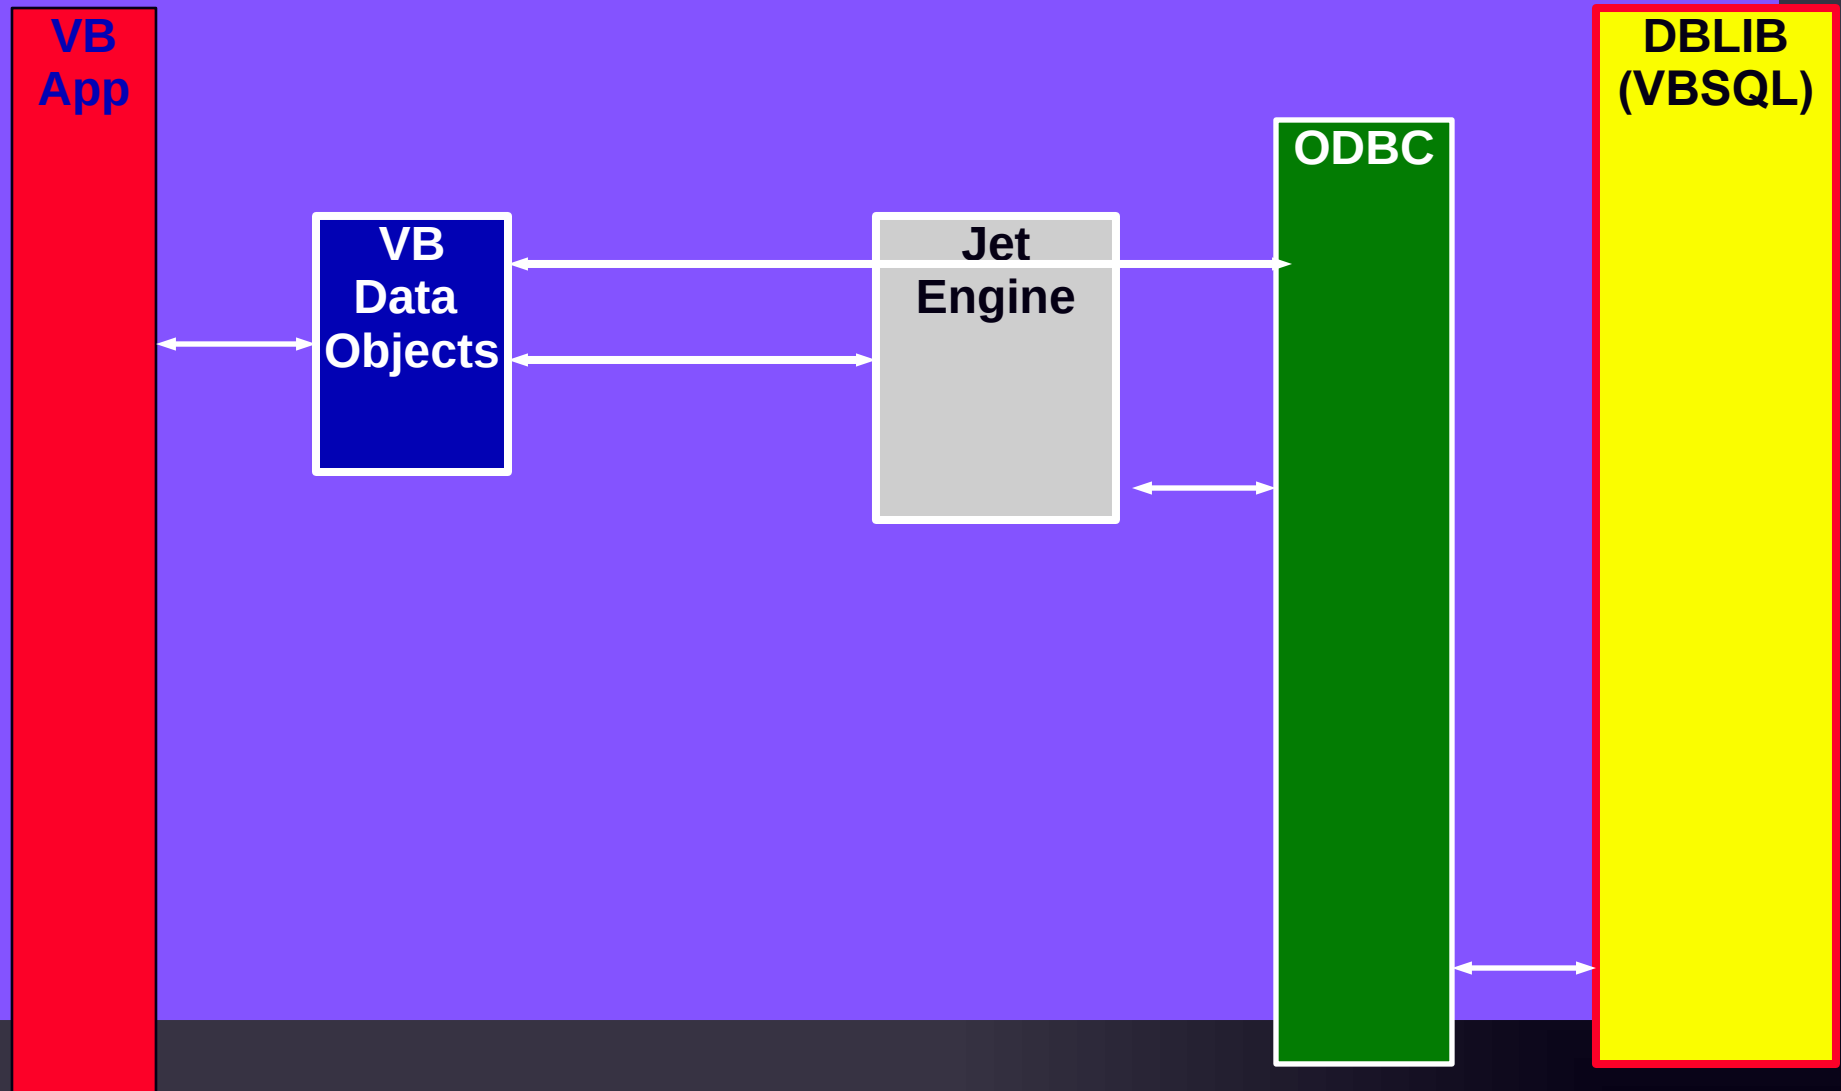 VB
App
DBLIB
(VBSQL)
ODBC
VB
Data
Objects
Jet
Engine